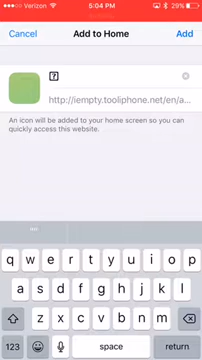 Verizon 5:04 PM 29%
Cancel Add to Home Add
http://iempty.tooliphone.net/en/a...
An icon will be added to your home screen so you can
quickly access this website.
q w e r t y u i o p
a s d f g h j k l
z x c v b n m
123 space return